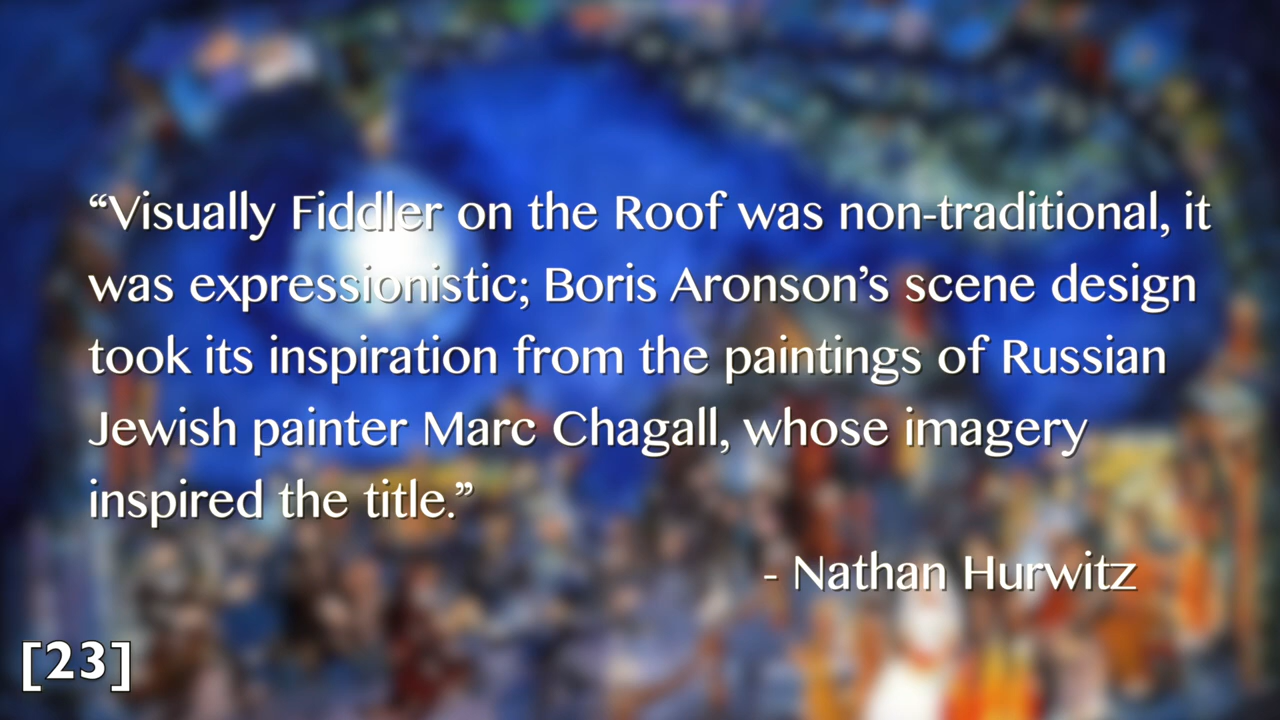 “Visually Fiddler on the Roof was non-traditional, it
was expressionistic; Boris Aronson’s scene design
took its inspiration from the paintings of Russian
Jewish painter Marc Chagall, whose imagery
inspired the title.”
- Nathan Hurwitz
[23]